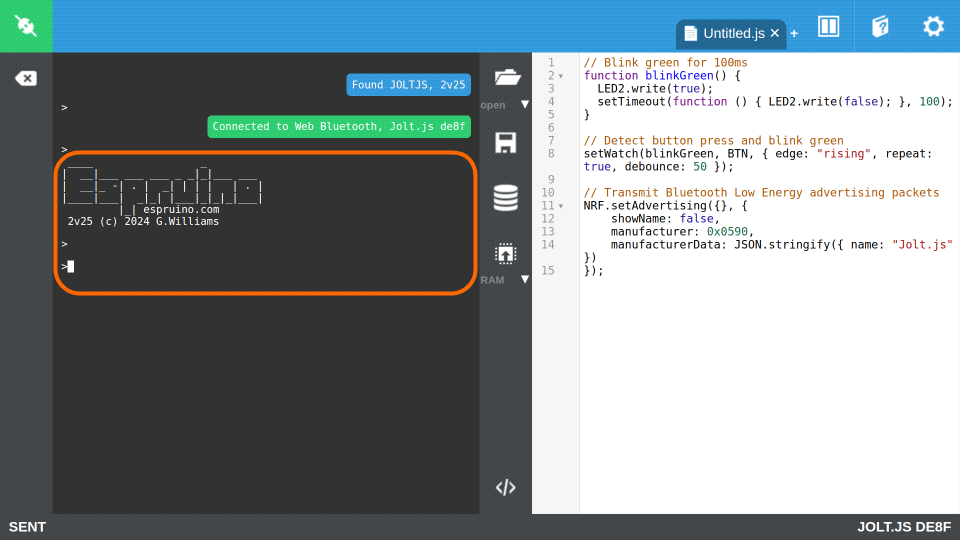 Untitled.js ✕ +
Found JOLTJS, 2v25
>
Connected to Web Bluetooth, Jolt.js de8f
>
Espruino
espruino.com
2v25 (c) 2024 G.Williams
>
>
open ▼
RAM ▼
</>
1 // Blink green for 100ms
2 function blinkGreen() {
3 LED2.write(true);
4 setTimeout(function () { LED2.write(false); }, 100);
5 }
6
7 // Detect button press and blink green
8 setWatch(blinkGreen, BTN, { edge: "rising", repeat:
true, debounce: 50 });
9
10 // Transmit Bluetooth Low Energy advertising packets
11 NRF.setAdvertising({}, {
12 showName: false,
13 manufacturer: 0x0590,
14 manufacturerData: JSON.stringify({ name: "Jolt.js"
})
15 });
SENT
JOLT.JS DE8F